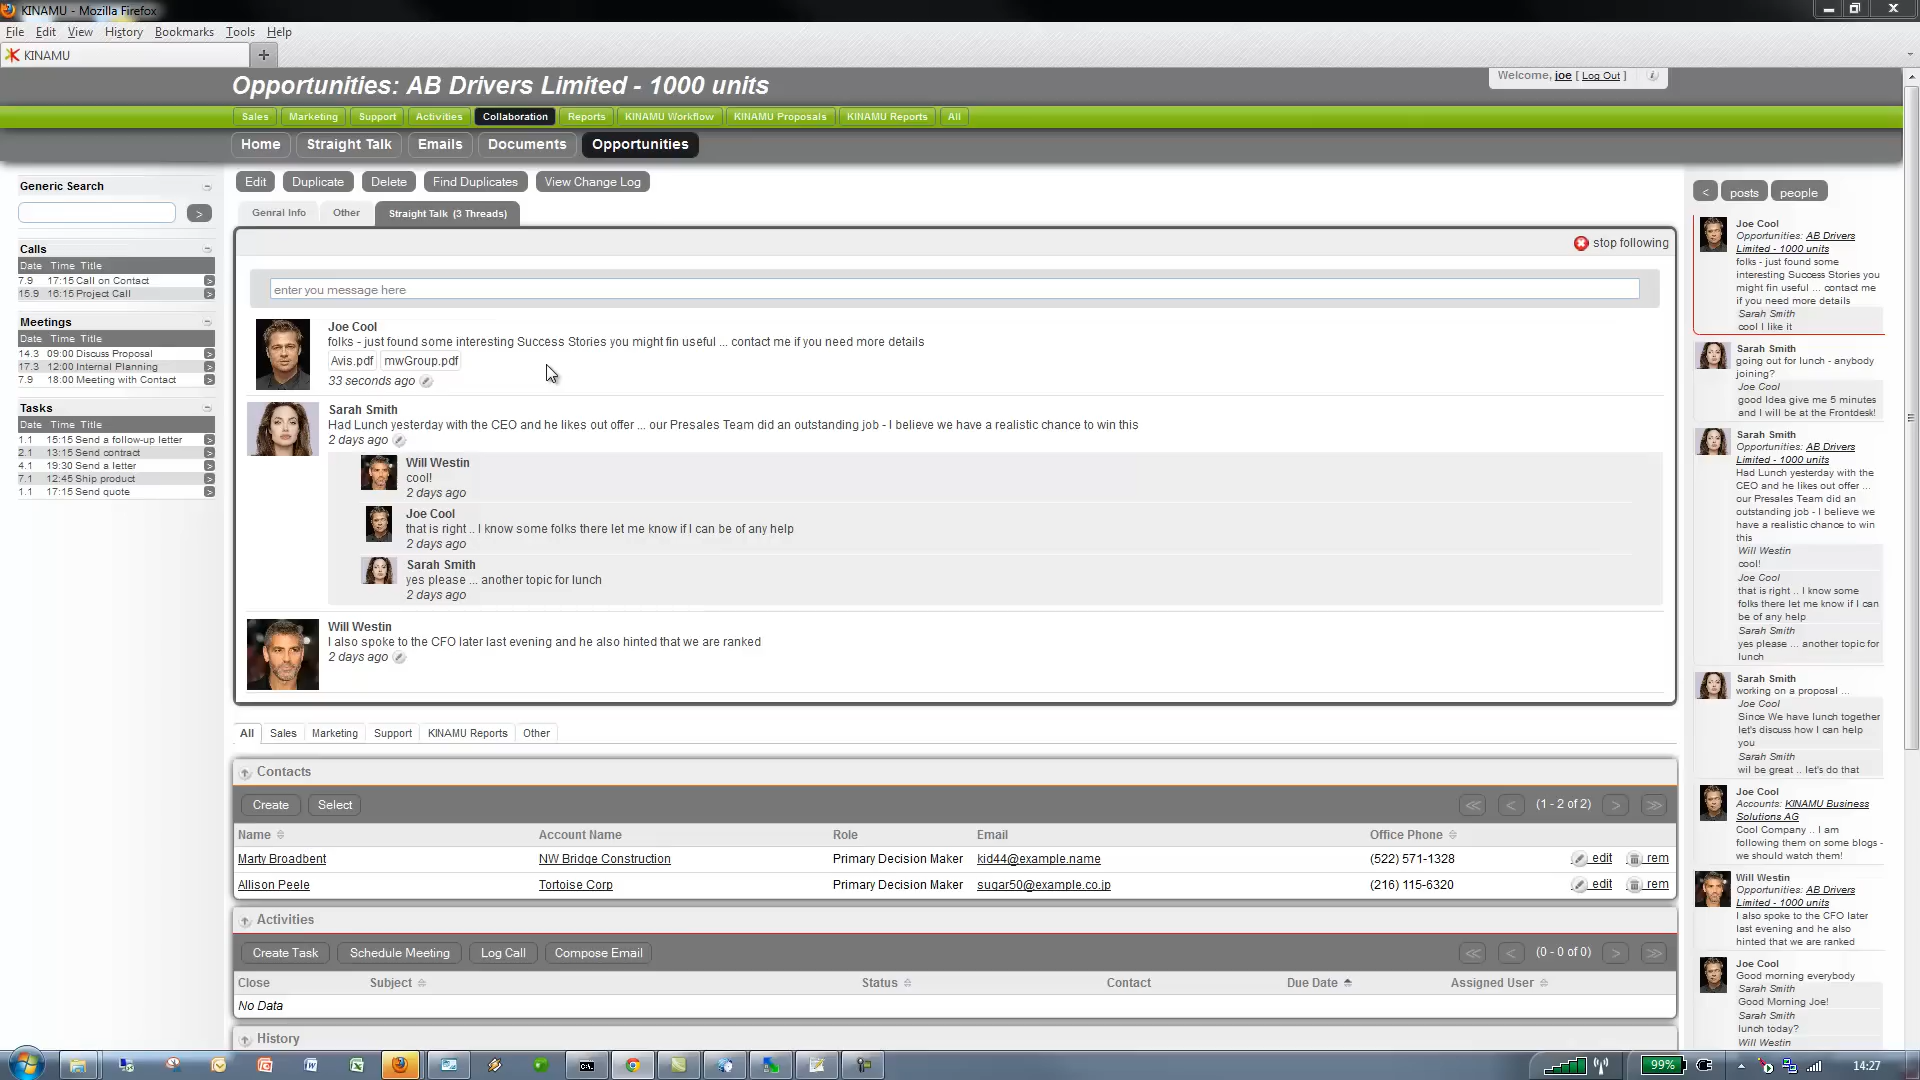 KINAMU - Mozilla Firefox
File Edit View History Bookmarks Tools Help
KINAMU
Opportunities: AB Drivers Limited - 1000 units
Welcome, joe [ Log Out ]
Sales Marketing Support Activities Collaboration Reports KINAMU Workflow KINAMU Proposals KINAMU Reports All
Home Straight Talk Emails Documents Opportunities
Generic Search
>
Calls
Date Time Title
7.9 17:15 Call on Contact
15.9 16:15 Project Call
Meetings
Date Time Title
14.3 09:00 Discuss Proposal
17.3 12:00 Internal Planning
7.9 18:00 Meeting with Contact
Tasks
Date Time Title
1.1 15:15 Send a follow-up letter
2.1 13:15 Send contract
4.1 19:30 Send a letter
7.1 12:45 Ship product
1.1 17:15 Send quote
Edit Duplicate Delete Find Duplicates View Change Log
Genral Info Other Straight Talk (3 Threads)
stop following
enter you message here
Joe Cool
folks - just found some interesting Success Stories you might fin useful ... contact me if you need more details
Avis.pdf mwGroup.pdf
33 seconds ago
Sarah Smith
Had Lunch yesterday with the CEO and he likes out offer ... our Presales Team did an outstanding job - I believe we have a realistic chance to win this
2 days ago
Will Westin
cool!
2 days ago
Joe Cool
that is right .. I know some folks there let me know if I can be of any help
2 days ago
Sarah Smith
yes please ... another topic for lunch
2 days ago
Will Westin
I also spoke to the CFO later last evening and he also hinted that we are ranked
2 days ago
All Sales Marketing Support KINAMU Reports Other
Contacts
Create Select (1 - 2 of 2)
Name Account Name Role Email Office Phone
Marty Broadbent NW Bridge Construction Primary Decision Maker kid44@example.name (522) 571-1328 edit rem
Allison Peele Tortoise Corp Primary Decision Maker sugar50@example.co.jp (216) 115-6320 edit rem
Activities
Create Task Schedule Meeting Log Call Compose Email (0 - 0 of 0)
Close Subject Status Contact Due Date Assigned User
No Data
History
< posts people
Joe Cool
Opportunities: AB Drivers
Limited - 1000 units
folks - just found some
interesting Success Stories you
might fin useful ... contact me
if you need more details
Sarah Smith
cool I like it
Sarah Smith
going out for lunch - anybody
joining?
Joe Cool
good Idea give me 5 minutes
and I will be at the Frontdesk!
Sarah Smith
Opportunities: AB Drivers
Limited - 1000 units
Had Lunch yesterday with the
CEO and he likes out offer ...
our Presales Team did an
outstanding job - I believe we
have a realistic chance to win
this
Will Westin
cool!
Joe Cool
that is right .. I know some
folks there let me know if I can
be of any help
Sarah Smith
yes please ... another topic for
lunch
Sarah Smith
working on a proposal ...
Joe Cool
Since We have lunch together
let's discuss how I can help
you
Sarah Smith
wil be great .. let's do that
Joe Cool
Accounts: KINAMU Business
Solutions AG
Cool Company .. I am
following them on some blogs -
we should watch them!
Will Westin
Opportunities: AB Drivers
Limited - 1000 units
I also spoke to the CFO later
last evening and he also
hinted that we are ranked
Joe Cool
Good morning everybody
Sarah Smith
Good Morning Joe!
Sarah Smith
lunch today?
Will Westin
99% 14:27